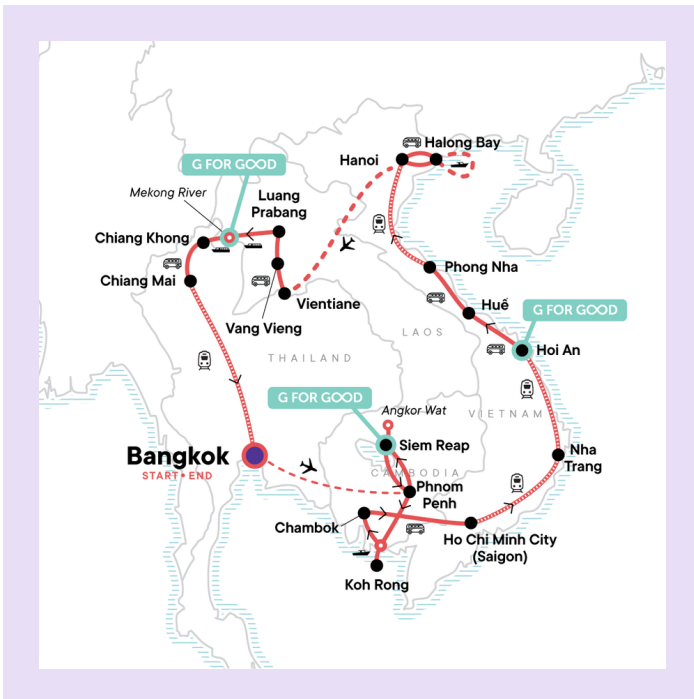 Halong Bay
Hanoi
G FOR GOOD
Mekong River
Luang
Prabang
Chiang Khong
Chiang Mai
Phong Nha
Vientiane
Huế
G FOR GOOD
Vang Vieng
LAOS
Hoi An
THAILAND
G FOR GOOD
Angkor Wat
VIETNAM
Siem Reap
Bangkok
START • END
Nha
Trang
CAMBODIA
Phnom
Penh
Chambok
Ho Chi Minh City
(Saigon)
Koh Rong